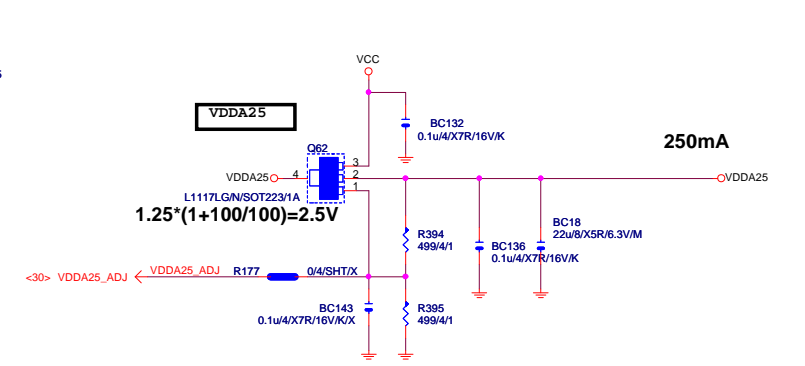 VCC
VDDA25
BC132
0.1u/4/X7R/16V/K
250mA
Q62
3
VDDA25
4
2
VDDA25
1
L1117LG/N/SOT223/1A
1.25*(1+100/100)=2.5V
BC18
22u/8/X5R/6.3V/M
R394
499/4/1
BC136
0.1u/4/X7R/16V/K
<30> VDDA25_ADJ
VDDA25_ADJ
R177
0/4/SHT/X
BC143
0.1u/4/X7R/16V/K/X
R395
499/4/1